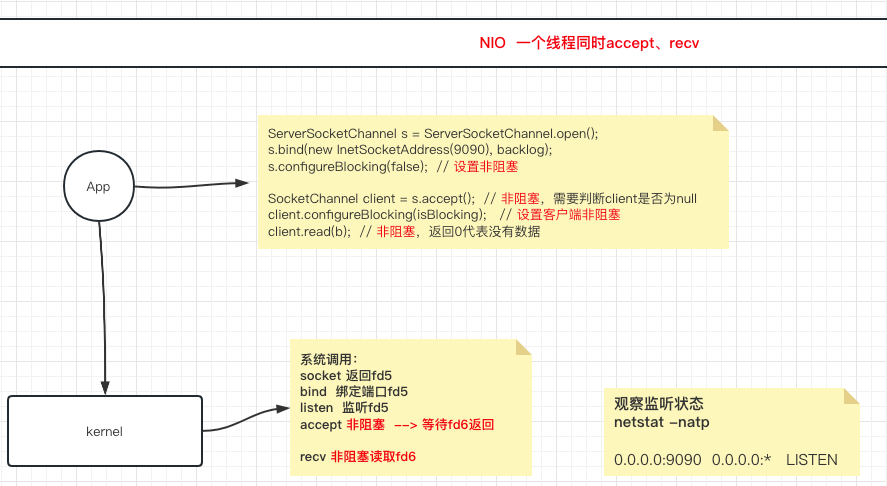 NIO 一个线程同时accept、recv
ServerSocketChannel s = ServerSocketChannel.open();
s.bind(new InetSocketAddress(9090), backlog);
s.configureBlocking(false); // 设置非阻塞
SocketChannel client = s.accept(); // 非阻塞，需要判断client是否为null
client.configureBlocking(isBlocking); // 设置客户端非阻塞
client.read(b); // 非阻塞，返回0代表没有数据
App
系统调用：
socket 返回fd5
bind 绑定端口fd5
listen 监听fd5
accept 非阻塞 --> 等待fd6返回
recv 非阻塞读取fd6
kernel
观察监听状态
netstat -natp
0.0.0.0:9090 0.0.0.0:* LISTEN